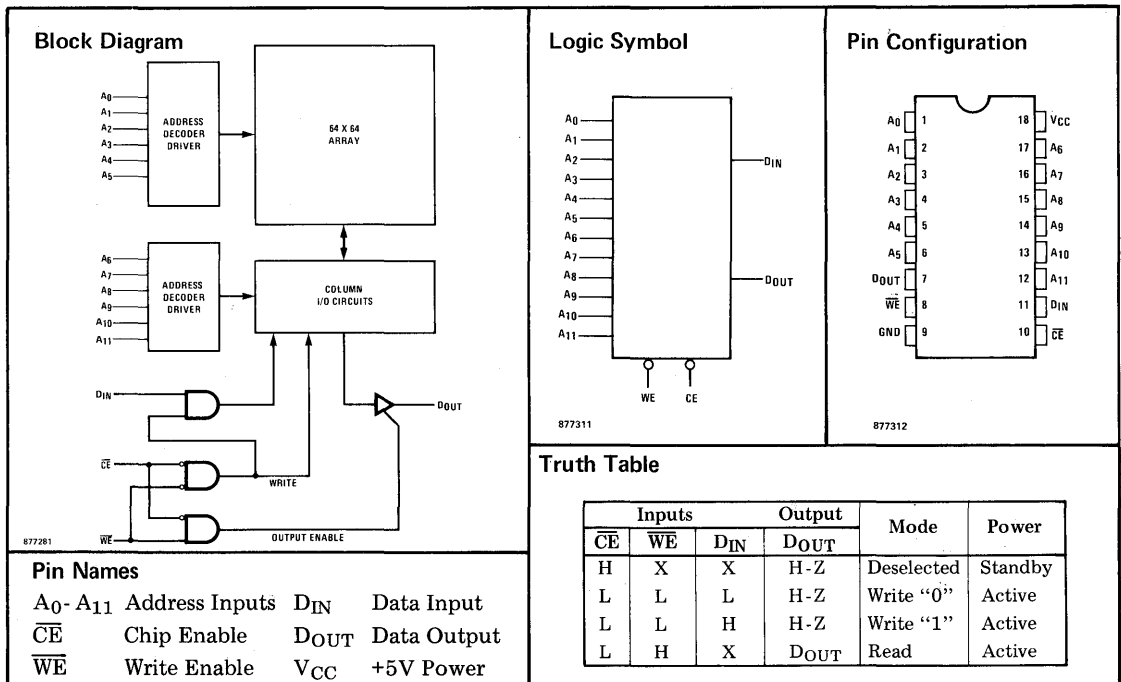 Block Diagram
A0
A1
A2
A3
A4
A5
ADDRESS
DECODER
DRIVER
64 X 64
ARRAY
A6
A7
A8
A9
A10
A11
ADDRESS
DECODER
DRIVER
COLUMN
I/O CIRCUITS
DIN
DOUT
CE
WRITE
WE
OUTPUT ENABLE
877281
Logic Symbol
A0
A1
A2
A3
A4
A5
A6
A7
A8
A9
A10
A11
DIN
DOUT
WE CE
877311
Pin Configuration
A0 1 18 VCC
A1 2 17 A6
A2 3 16 A7
A3 4 15 A8
A4 5 14 A9
A5 6 13 A10
DOUT 7 12 A11
WE 8 11 DIN
GND 9 10 CE
877312
Pin Names
A0-A11 Address Inputs DIN Data Input
CE Chip Enable DOUT Data Output
WE Write Enable VCC +5V Power
Truth Table
Inputs Output Mode Power
CE WE DIN DOUT
H X X H-Z Deselected Standby
L L L H-Z Write “0” Active
L L H H-Z Write “1” Active
L H X DOUT Read Active